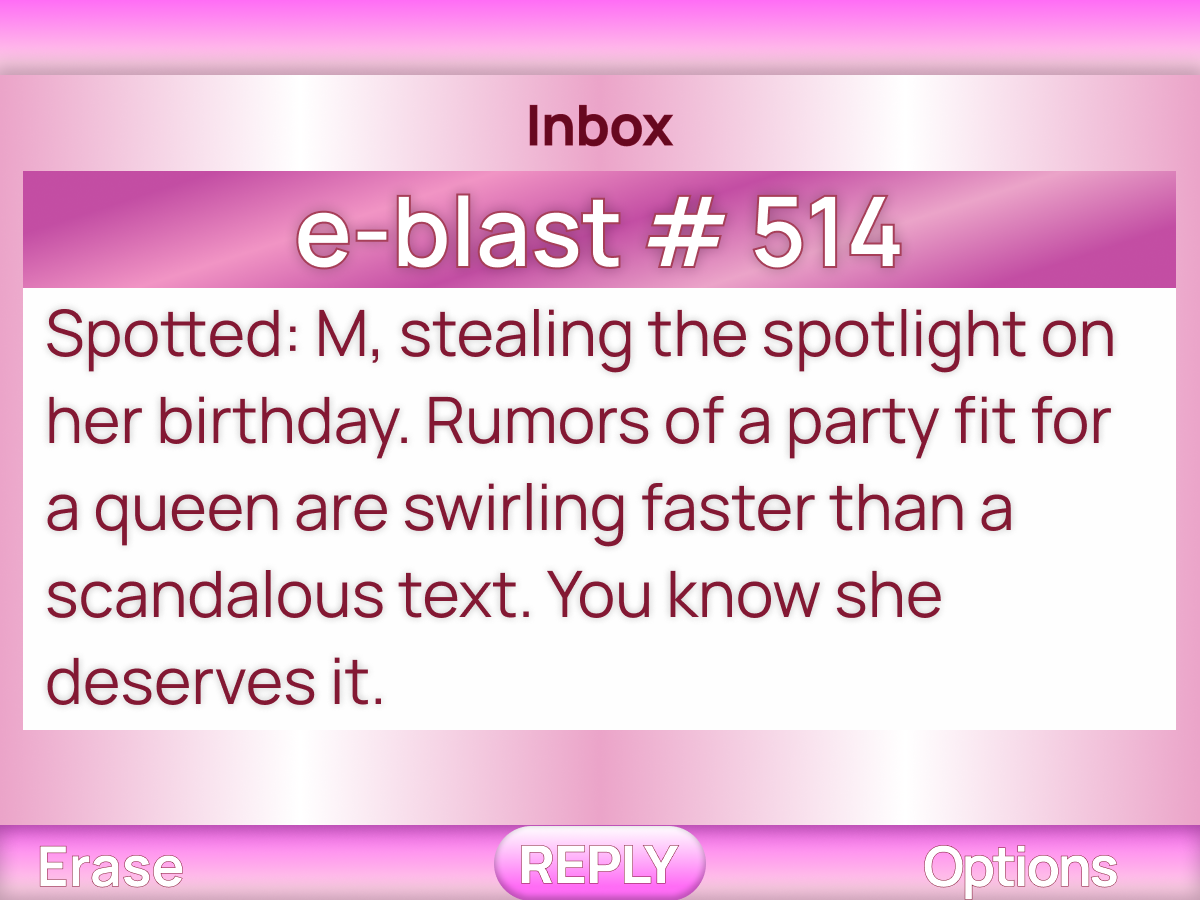 Inbox
e-blast # 514
Spotted: M, stealing the spotlight on
her birthday. Rumors of a party fit for
a queen are swirling faster than a
scandalous text. You know she
deserves it.
Erase
REPLY
Options